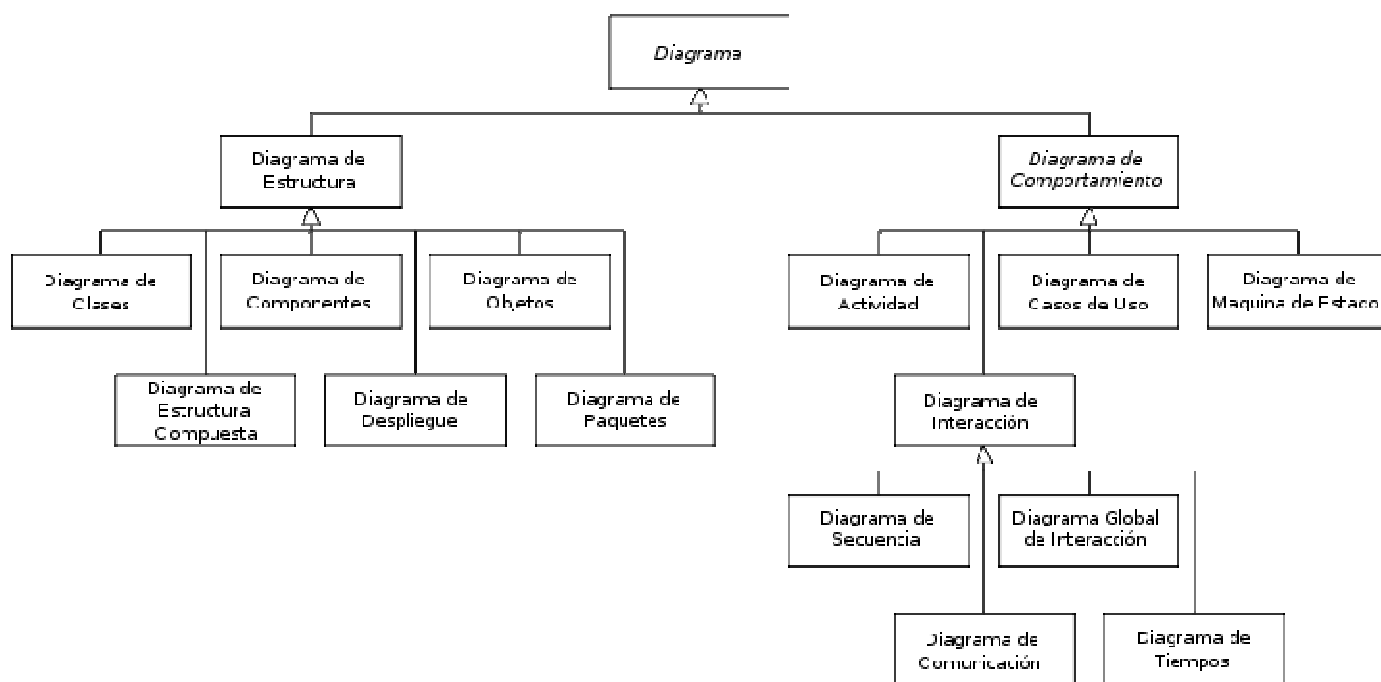 Diagrama
Diagrama de
Estructura
Diagrama de
Comportamiento
Diagrama de
Clases
Diagrama de
Componentes
Diagrama de
Objetos
Diagrama de
Actividad
Diagrama de
Casos de Uso
Diagrama de
Maquina de Estado
Diagrama de
Estructura
Compuesta
Diagrama de
Despliegue
Diagrama de
Paquetes
Diagrama de
Interacción
Diagrama de
Secuencia
Diagrama Global
de Interacción
Diagrama de
Comunicación
Diagrama de
Tiempos